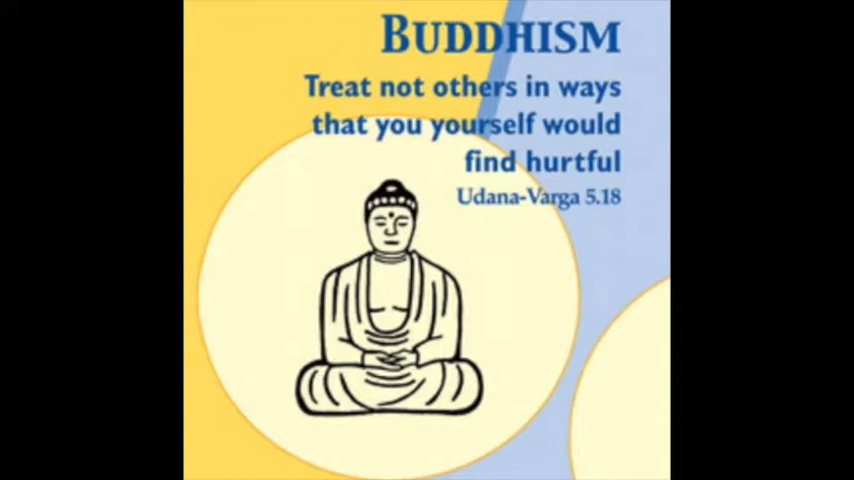 BUDDHISM
Treat not others in ways
that you yourself would
find hurtful
Udana-Varga 5.18